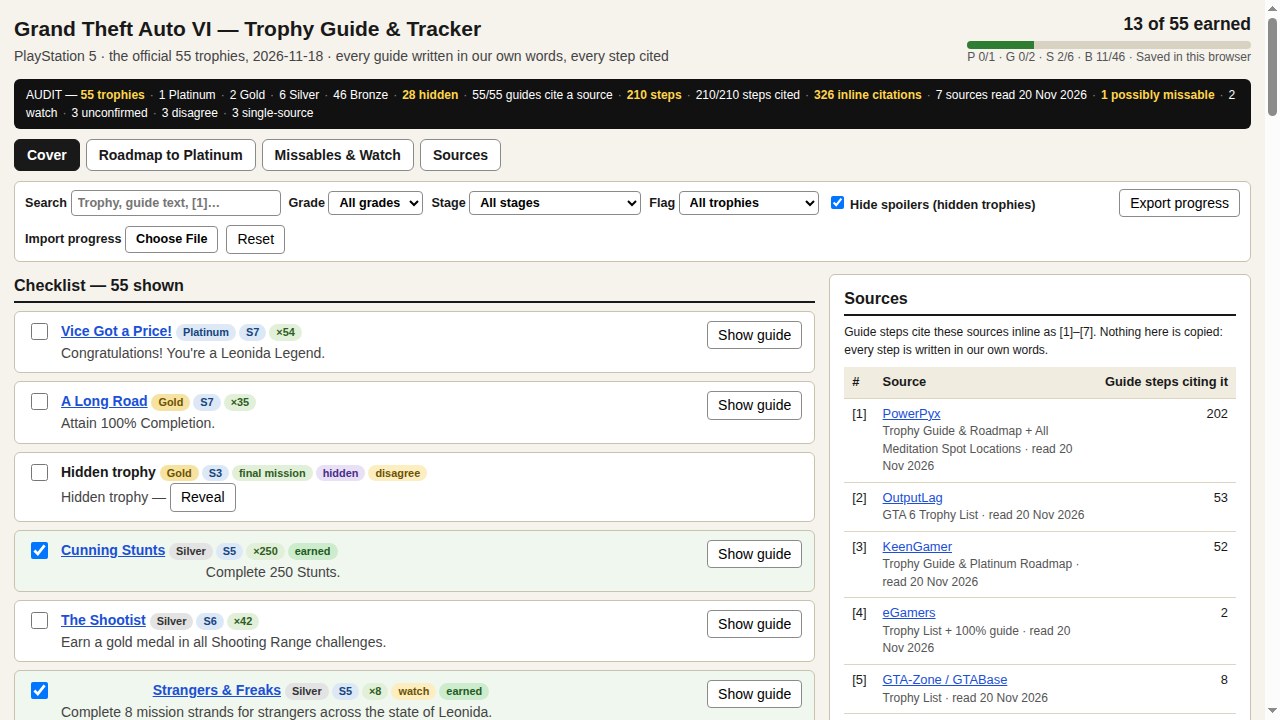 Grand Theft Auto VI — Trophy Guide & Tracker
13 of 55 earned
PlayStation 5 · the official 55 trophies, 2026-11-18 · every guide written in our own words, every step cited
P 0/1 · G 0/2 · S 2/6 · B 11/46 · Saved in this browser
AUDIT — 55 trophies · 1 Platinum · 2 Gold · 6 Silver · 46 Bronze · 28 hidden · 55/55 guides cite a source · 210 steps · 210/210 steps cited · 326 inline citations · 7 sources read 20 Nov 2026 · 1 possibly missable · 2
watch · 3 unconfirmed · 3 disagree · 3 single-source
Cover Roadmap to Platinum Missables & Watch Sources
Search Trophy, guide text, [1]… Grade All grades Stage All stages Flag All trophies Hide spoilers (hidden trophies) Export progress
Import progress Choose File Reset
Checklist — 55 shown
Vice Got a Price! Platinum S7 ×54 Show guide
Congratulations! You're a Leonida Legend.
A Long Road Gold S7 ×35 Show guide
Attain 100% Completion.
Hidden trophy Gold S3 final mission hidden disagree
Hidden trophy — Reveal
Cunning Stunts Silver S5 ×250 earned Show guide
Complete 250 Stunts.
The Shootist Silver S6 ×42 Show guide
Earn a gold medal in all Shooting Range challenges.
Strangers & Freaks Silver S5 ×8 watch earned Show guide
Complete 8 mission strands for strangers across the state of Leonida.
Sources
Guide steps cite these sources inline as [1]–[7]. Nothing here is copied:
every step is written in our own words.
# Source Guide steps citing it
[1] PowerPyx 202
Trophy Guide & Roadmap + All
Meditation Spot Locations · read 20
Nov 2026
[2] OutputLag 53
GTA 6 Trophy List · read 20 Nov 2026
[3] KeenGamer 52
Trophy Guide & Platinum Roadmap ·
read 20 Nov 2026
[4] eGamers 2
Trophy List + 100% guide · read 20
Nov 2026
[5] GTA-Zone / GTABase 8
Trophy List · read 20 Nov 2026